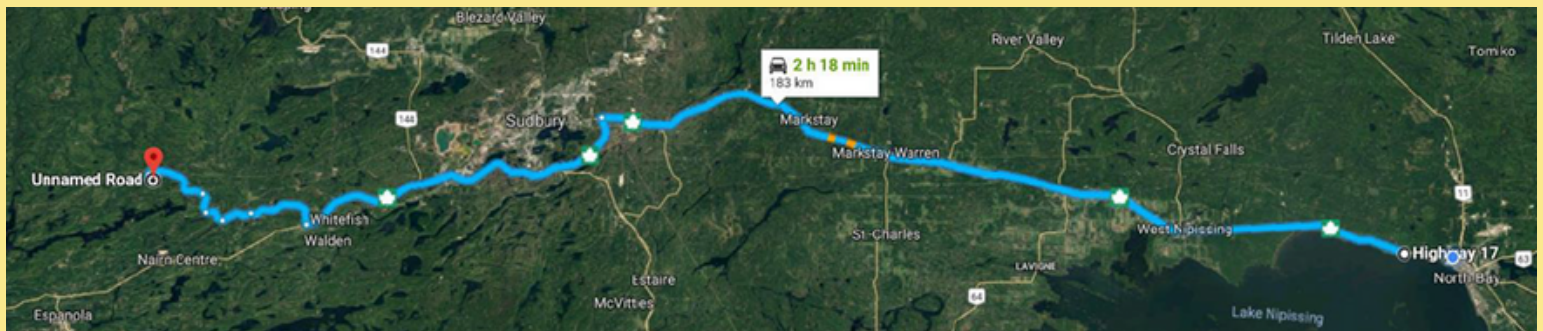 Blezard Valley
144
River Valley
Tilden Lake
Tomiko
2 h 18 min
183 km
144
Sudbury
Markstay
Markstay Warren
Crystal Falls
Unnamed Road
11
Whitefish
Walden
West Nipissing
St.-Charles
Nairn Centre
Highway 17
63
LAVIGNE
North Bay
Estaire
McVitties
64
Espanola
Lake Nipissing